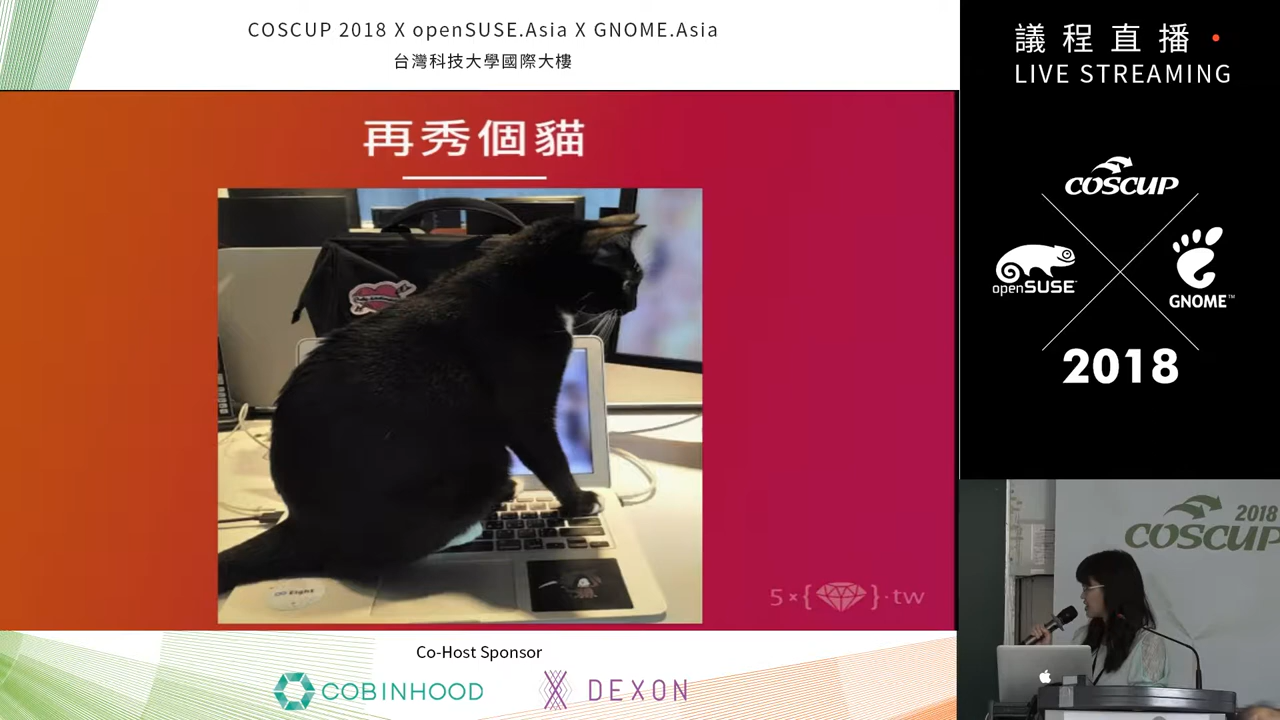 COSCUP 2018 X openSUSE.Asia X GNOME.Asia
台灣科技大學國際大樓
再秀個貓
5×{}.tw
Co-Host Sponsor
COBINHOOD
DEXON
議程直播
LIVE STREAMING
COSCUP
openSUSE
GNOME™
2018
2018
COSCUP